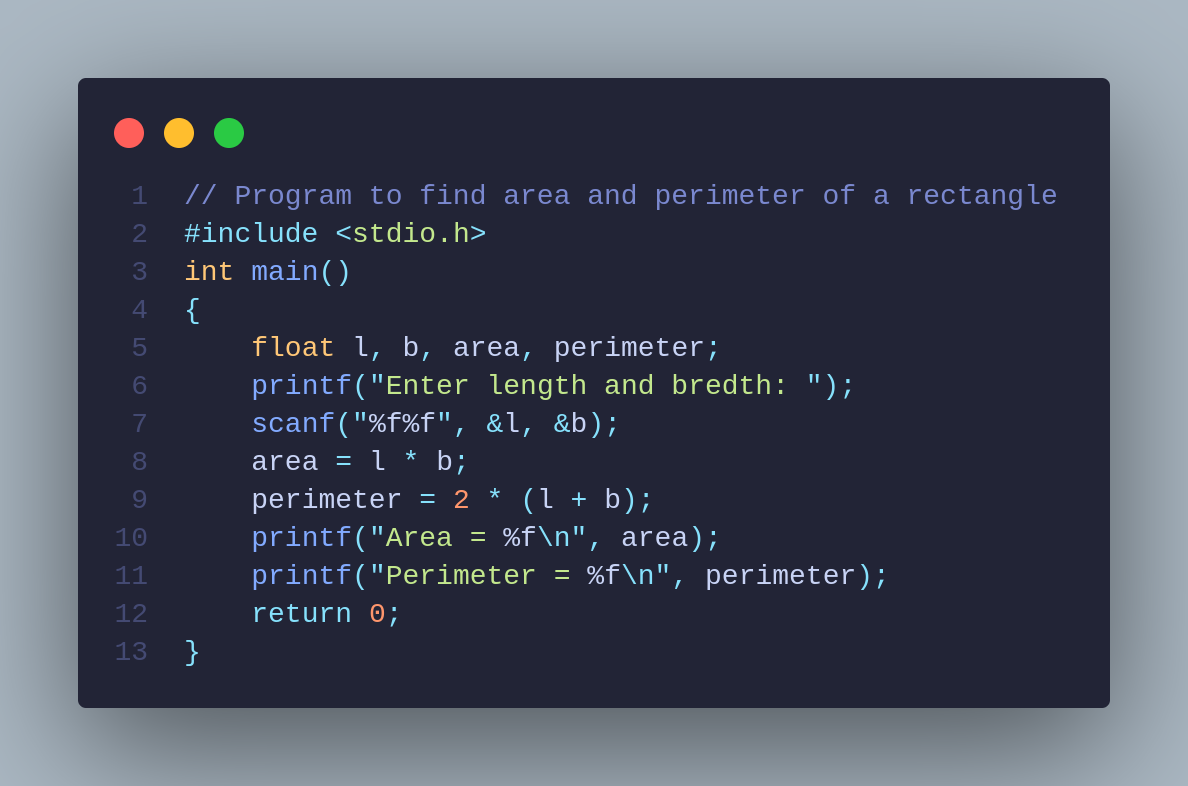 1 // Program to find area and perimeter of a rectangle
2 #include <stdio.h>
3 int main()
4 {
5     float l, b, area, perimeter;
6     printf("Enter length and bredth: ");
7     scanf("%f%f", &l, &b);
8     area = l * b;
9     perimeter = 2 * (l + b);
10     printf("Area = %f\n", area);
11     printf("Perimeter = %f\n", perimeter);
12     return 0;
13 }